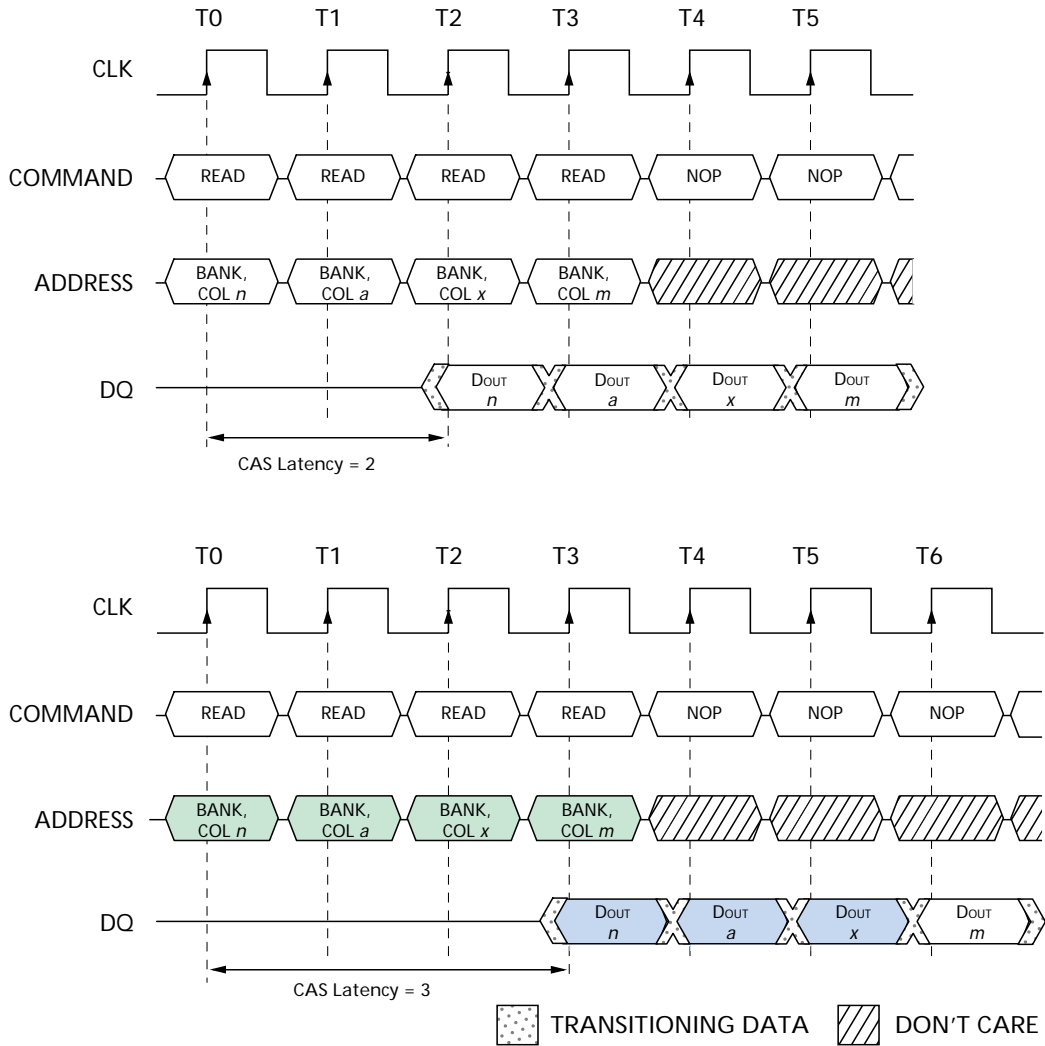 T0 T1 T2 T3 T4 T5
CLK
COMMAND READ READ READ READ NOP NOP
ADDRESS BANK, COL n BANK, COL a BANK, COL x BANK, COL m
DQ DOUT n DOUT a DOUT x DOUT m
CAS Latency = 2
T0 T1 T2 T3 T4 T5 T6
CLK
COMMAND READ READ READ READ NOP NOP NOP
ADDRESS BANK, COL n BANK, COL a BANK, COL x BANK, COL m
DQ DOUT n DOUT a DOUT x DOUT m
CAS Latency = 3
TRANSITIONING DATA DON'T CARE